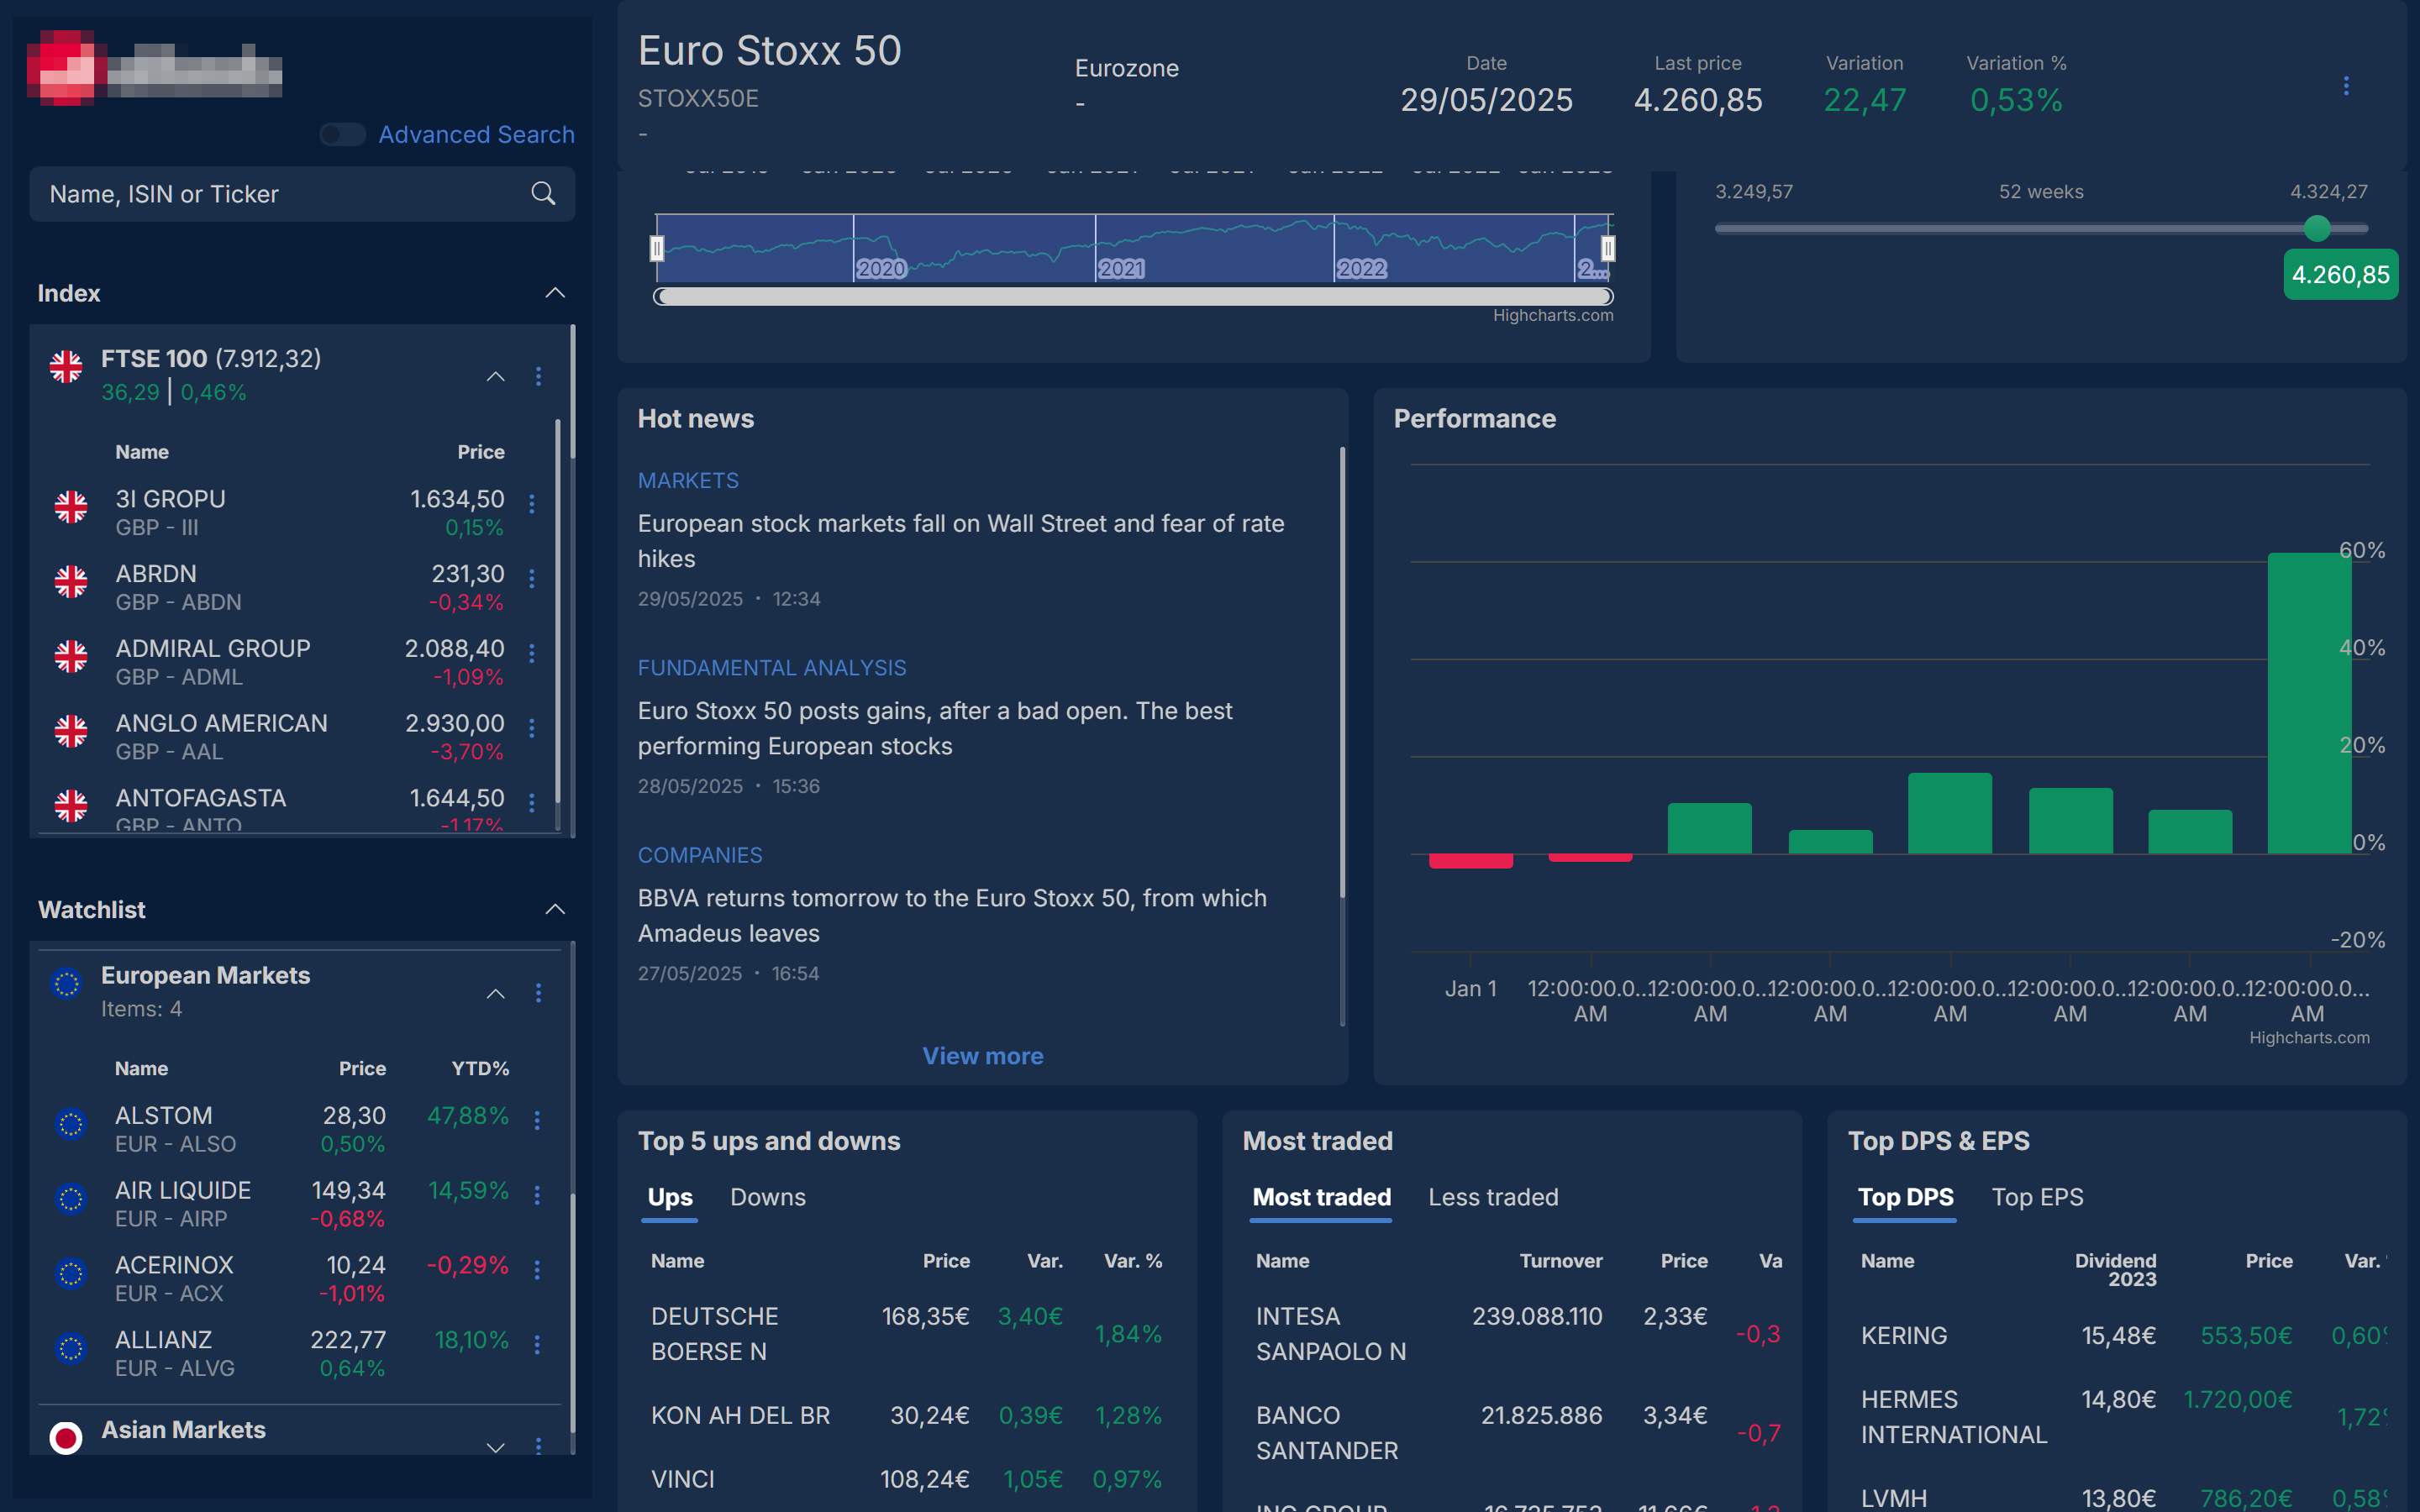 Advanced Search
Name, ISIN or Ticker
Index
FTSE 100 (7.912,32)
36,29 | 0,46%
Name Price
3I GROPU 1.634,50
GBP - III 0,15%
ABRDN 231,30
GBP - ABDN -0,34%
ADMIRAL GROUP 2.088,40
GBP - ADML -1,09%
ANGLO AMERICAN 2.930,00
GBP - AAL -3,70%
ANTOFAGASTA 1.644,50
GBP - ANTO -1,17%
Watchlist
European Markets
Items: 4
Name Price YTD%
ALSTOM 28,30 47,88%
EUR - ALSO 0,50%
AIR LIQUIDE 149,34 14,59%
EUR - AIRP -0,68%
ACERINOX 10,24 -0,29%
EUR - ACX -1,01%
ALLIANZ 222,77 18,10%
EUR - ALVG 0,64%
Asian Markets
Euro Stoxx 50
STOXX50E
-
Eurozone
-
Date Last price Variation Variation %
29/05/2025 4.260,85 22,47 0,53%
2020 2021 2022 2...
Highcharts.com
3.249,57 52 weeks 4.324,27
4.260,85
Hot news
MARKETS
European stock markets fall on Wall Street and fear of rate
hikes
29/05/2025 • 12:34
FUNDAMENTAL ANALYSIS
Euro Stoxx 50 posts gains, after a bad open. The best
performing European stocks
28/05/2025 • 15:36
COMPANIES
BBVA returns tomorrow to the Euro Stoxx 50, from which
Amadeus leaves
27/05/2025 • 16:54
View more
Performance
60%
40%
20%
0%
-20%
Jan 1 12:00:00.0... 12:00:00.0... 12:00:00.0... 12:00:00.0... 12:00:00.0... 12:00:00.0... 12:00:00.0...
AM AM AM AM AM AM AM
Highcharts.com
Top 5 ups and downs
Ups Downs
Name Price Var. Var. %
DEUTSCHE 168,35€ 3,40€ 1,84%
BOERSE N
KON AH DEL BR 30,24€ 0,39€ 1,28%
VINCI 108,24€ 1,05€ 0,97%
Most traded
Most traded Less traded
Name Turnover Price Va
INTESA 239.088.110 2,33€ -0,3
SANPAOLO N
BANCO 21.825.886 3,34€ -0,7
SANTANDER
Top DPS & EPS
Top DPS Top EPS
Name Dividend Price Var.
2023
KERING 15,48€ 553,50€ 0,60
HERMES 14,80€ 1.720,00€ 1,72
INTERNATIONAL
LVMH 13,80€ 786,20€ 0,58